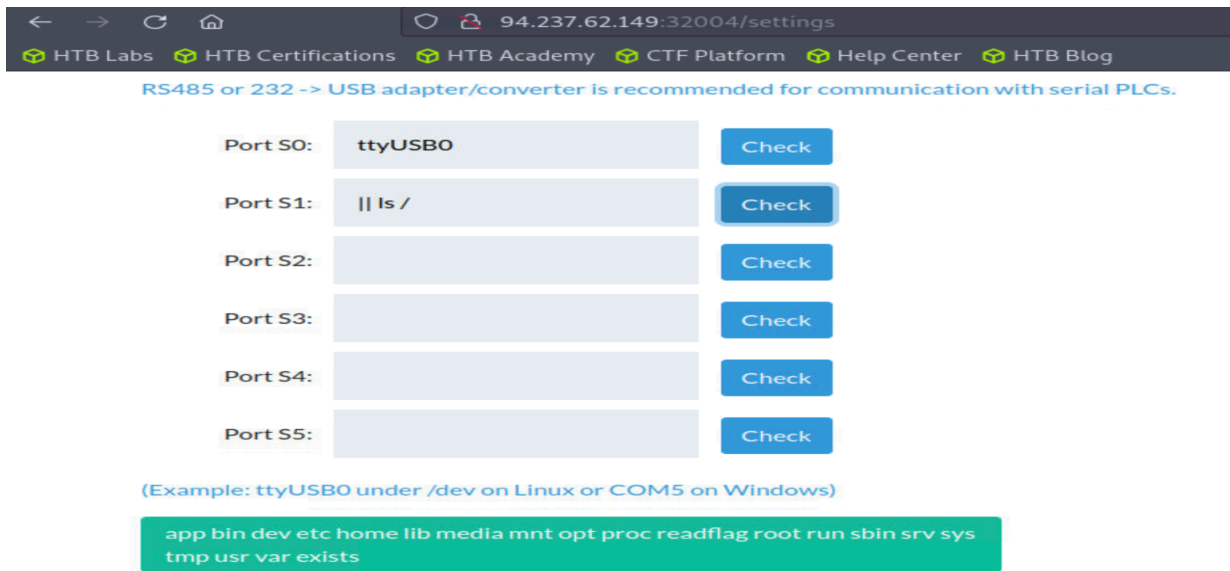 94.237.62.149:32004/settings
HTB Labs HTB Certifications HTB Academy CTF Platform Help Center HTB Blog
RS485 or 232 -> USB adapter/converter is recommended for communication with serial PLCs.
Port S0: ttyUSB0 Check
Port S1: || ls / Check
Port S2: Check
Port S3: Check
Port S4: Check
Port S5: Check
(Example: ttyUSB0 under /dev on Linux or COM5 on Windows)
app bin dev etc home lib media mnt opt proc readflag root run sbin srv sys
tmp usr var exists